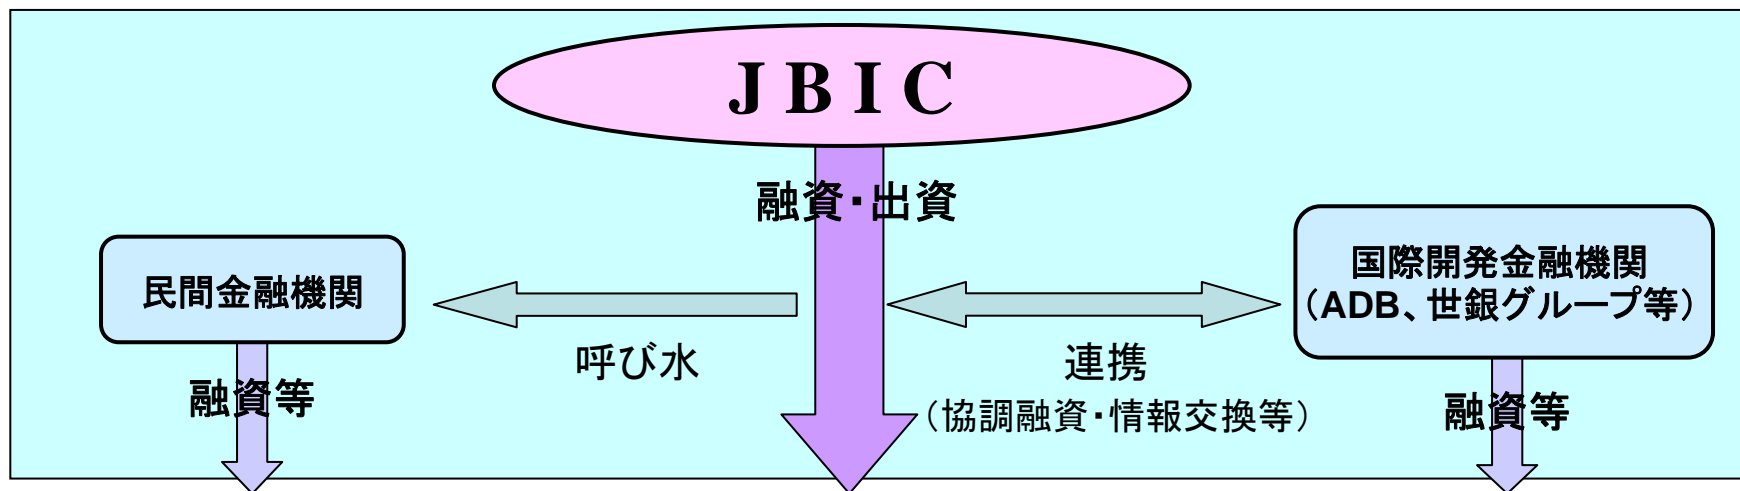 J B I C
融資・出資
民間金融機関
国際開発金融機関
（ADB、世銀グループ等）
呼び水
連携
（協調融資・情報交換等）
融資等
融資等